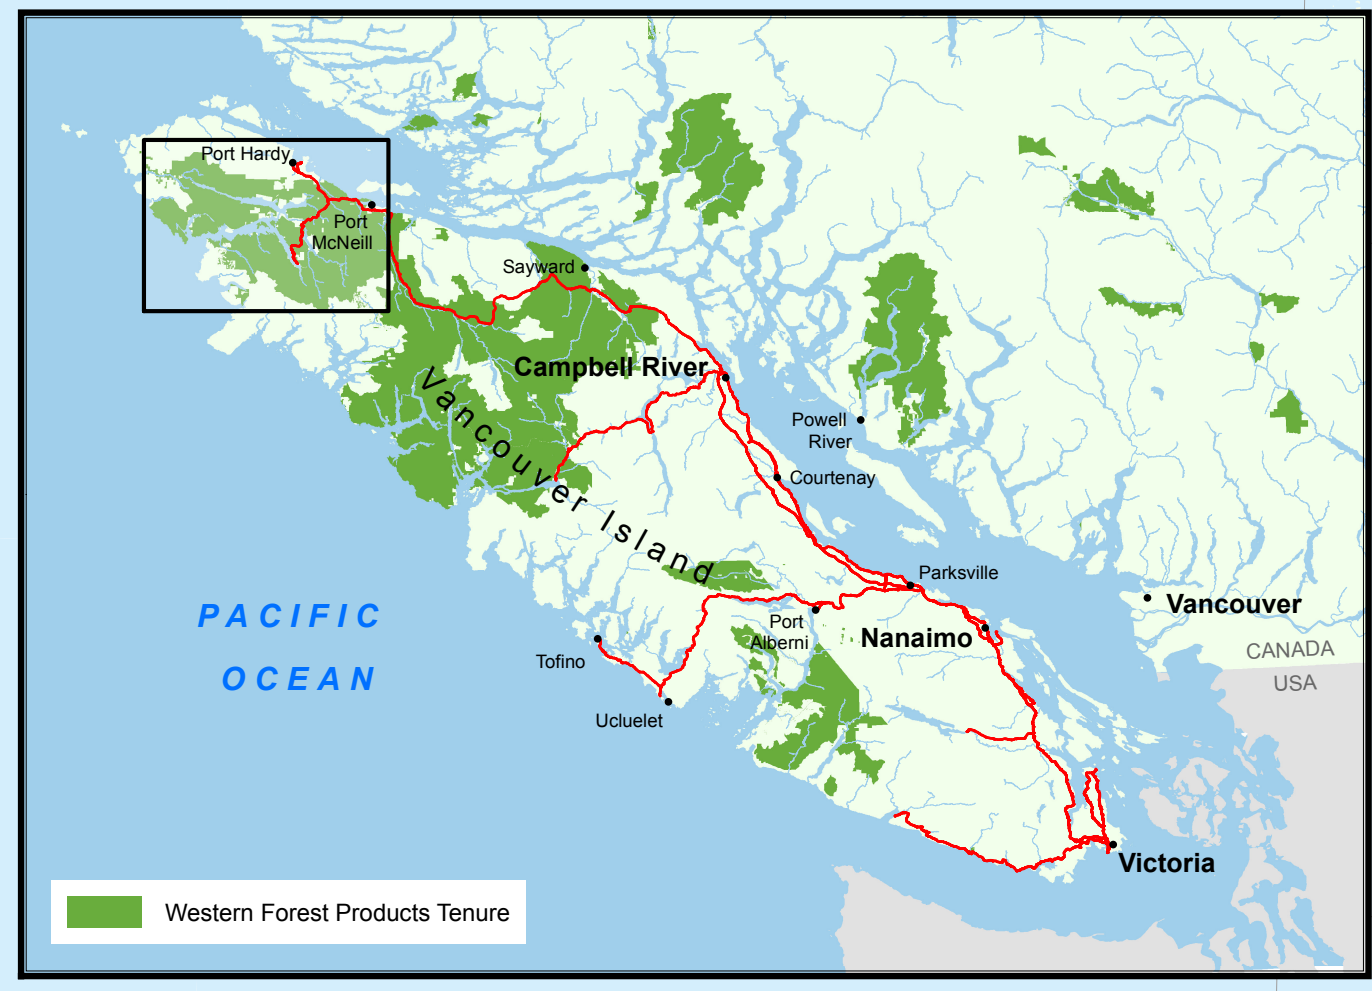 Port Hardy
Port
McNeill
Sayward
Campbell River
Vancouver Island
Powell
River
Courtenay
Parksville
Vancouver
PACIFIC
OCEAN
Port
Alberni
Nanaimo
CANADA
USA
Tofino
Ucluelet
Victoria
Western Forest Products Tenure